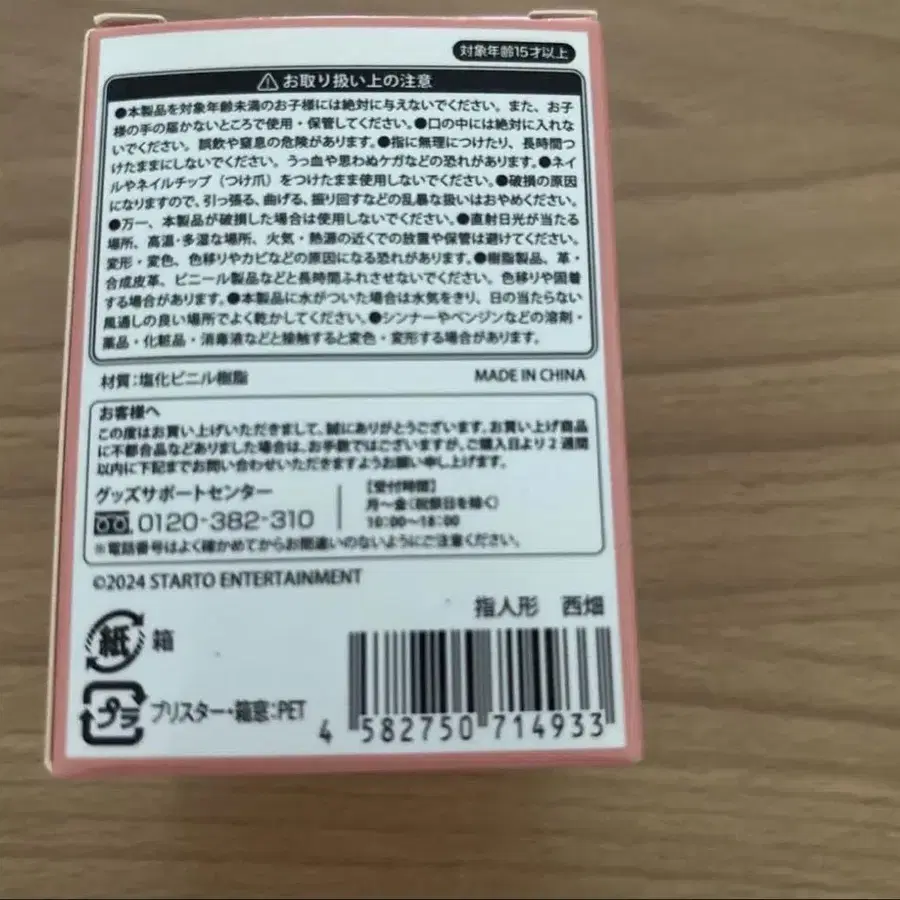 対象年齢15才以上
⚠お取り扱い上の注意
●本製品を対象年齢未満のお子様には絶対に与えないでください。また、お子
様の手の届かないところで使用・保管してください。●口の中には絶対に入れな
いでください。誤飲や窒息の危険があります。●指に無理につけたり、長時間つ
けたままにしないでください。うっ血や思わぬケガなどの恐れがあります。●ネイ
ルやネイルチップ（つけ爪）をつけたまま使用しないでください。●破損の原因
になりますので、引っ張る、曲げる、振り回すなどの乱暴な扱いはおやめください。
●万一、本製品が破損した場合は使用しないでください。●直射日光が当たる
場所、高温・多湿な場所、火気・熱源の近くでの放置や保管は避けてください。
変形・変色、色移りやカビなどの原因になる恐れがあります。●樹脂製品、革・
合成皮革、ビニール製品などと長時間ふれさせないでください。色移りや固着
する場合があります。●本製品に水がついた場合は水気をきり、日の当たらない
風通しの良い場所でよく乾かしてください。●シンナーやベンジンなどの溶剤・
薬品・化粧品・消毒液などと接触すると変色・変形する場合があります。
材質：塩化ビニル樹脂 MADE IN CHINA
お客様へ
この度はお買い上げいただきまして、誠にありがとうございます。お買い上げ商品
に不都合品などありました場合は、お手数ではございますが、ご購入日より2週間
以内に下記までお問い合わせいただきますようお願い申し上げます。
グッズサポートセンター
【受付時間】
月〜金（祝祭日を除く）
0120-382-310
10:00〜18:00
※電話番号はよく確かめてからお間違いのないようにご注意ください。
©2024 STARTO ENTERTAINMENT
指人形 西畑
紙 箱
プラ ブリスター・箱窓：PET
4 582750 714933